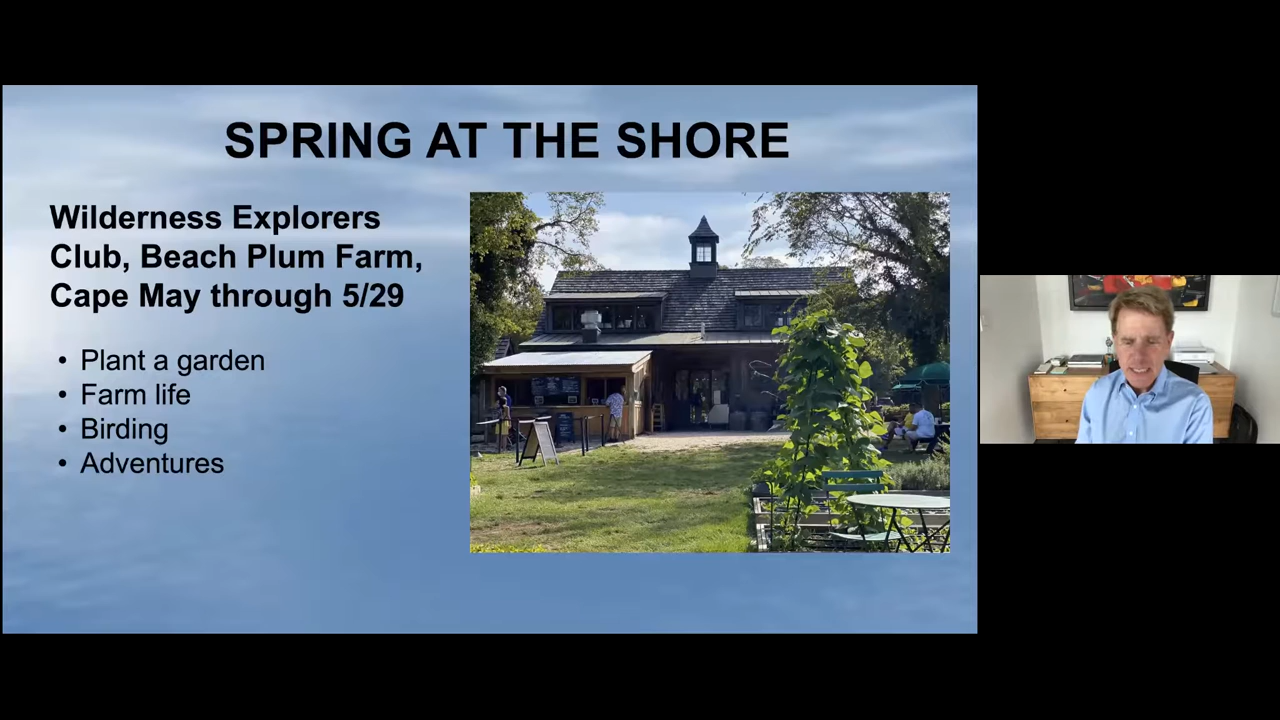 SPRING AT THE SHORE
Wilderness Explorers
Club, Beach Plum Farm,
Cape May through 5/29
• Plant a garden
• Farm life
• Birding
• Adventures